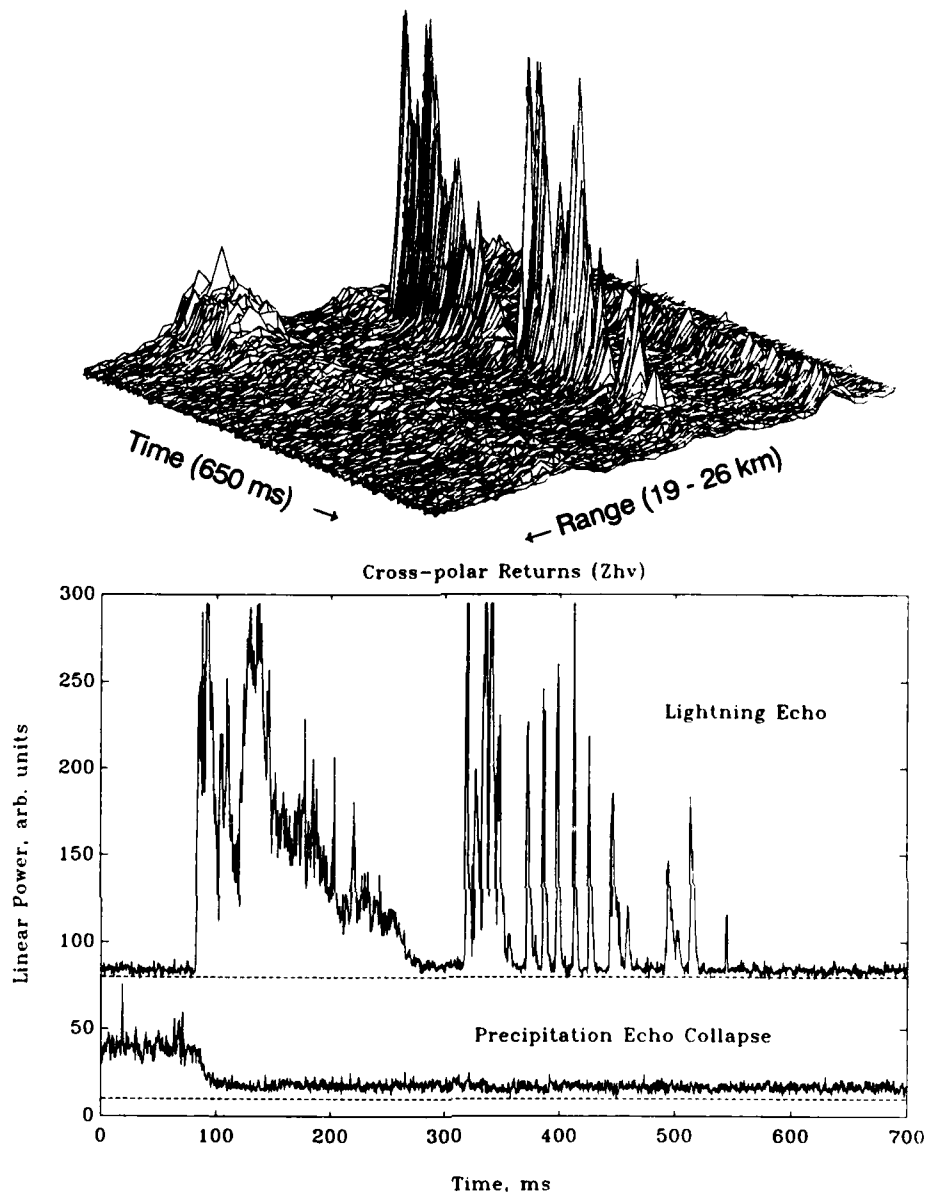 Time (650 ms) →
← Range (19 - 26 km)
Cross-polar Returns (Zhv)
300
250
200
150
100
50
0
Linear Power, arb. units
Lightning Echo
Precipitation Echo Collapse
0 100 200 300 400 500 600 700
Time, ms